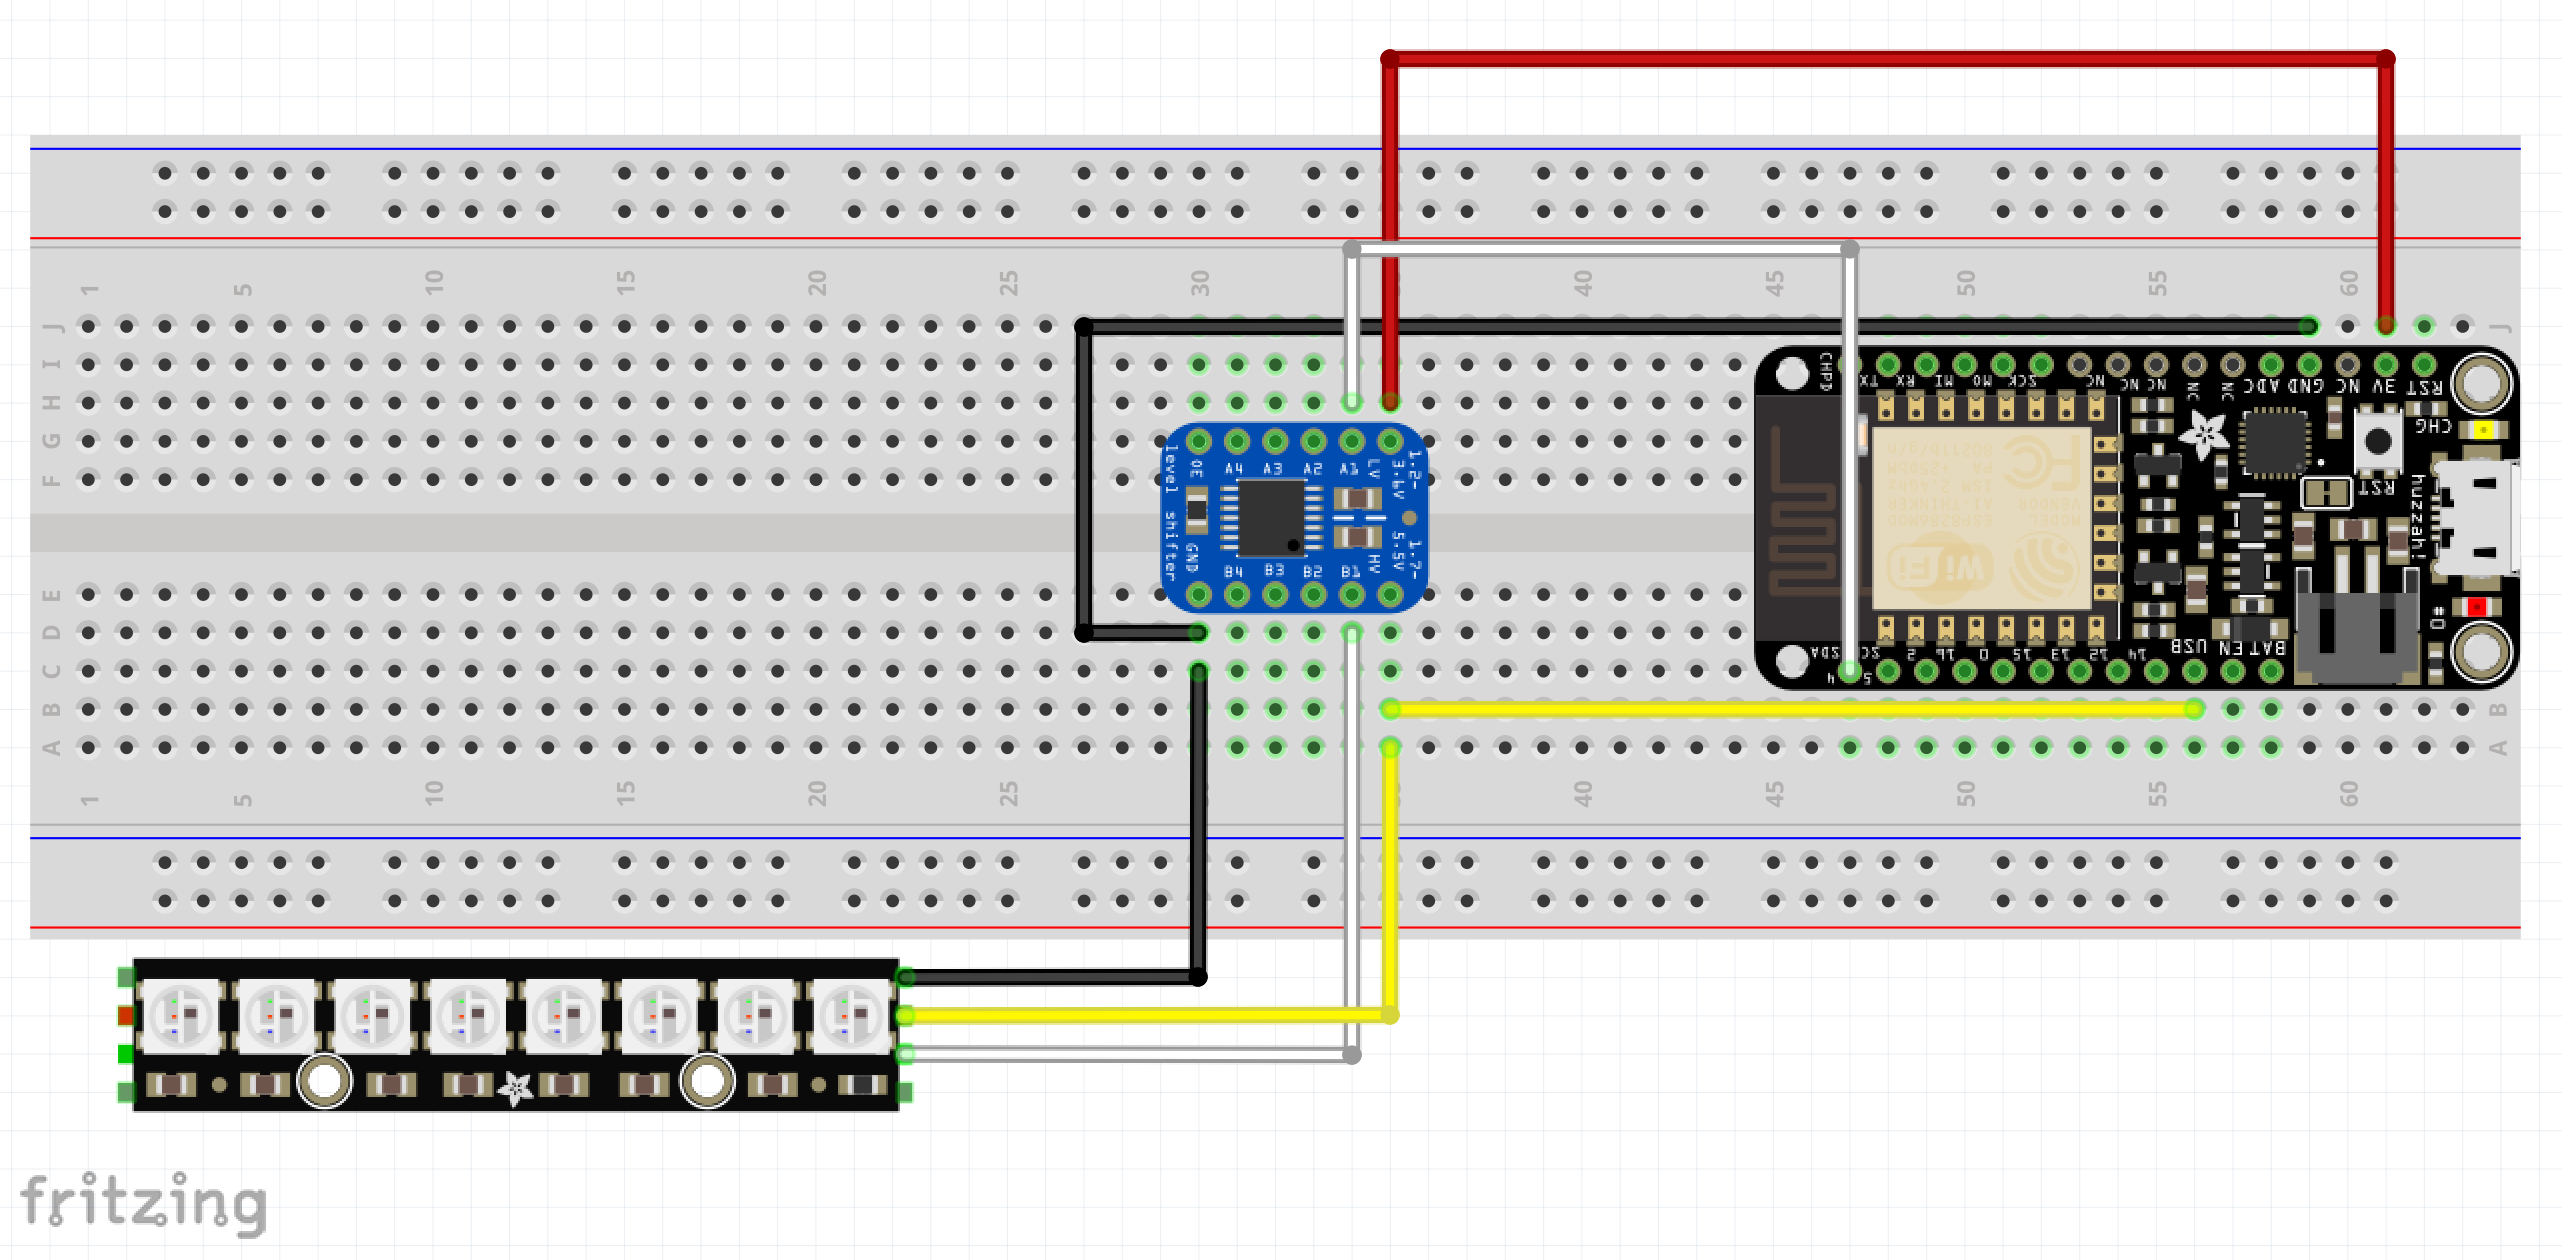 1 5 10 15 20 25 30 40 45 50 55 60
J J
I
H
G
F
OE A4 A3 A2 A1 LV 1.2- 3.6V
level shifter
GND B4 B3 B2 B1 HV 1.7- 5.5V
CHPD TX RX MI MO SCK NC NC NC NC NC ADC GND NC VE RST
CHG
RST
huzzah!
WiFi
#0
4 SDA 5 SCL 2 16 0 15 13 12 14 USB EN BAT
E
D
C
B B
A A
1 5 10 15 20 25 40 45 50 55 60
fritzing